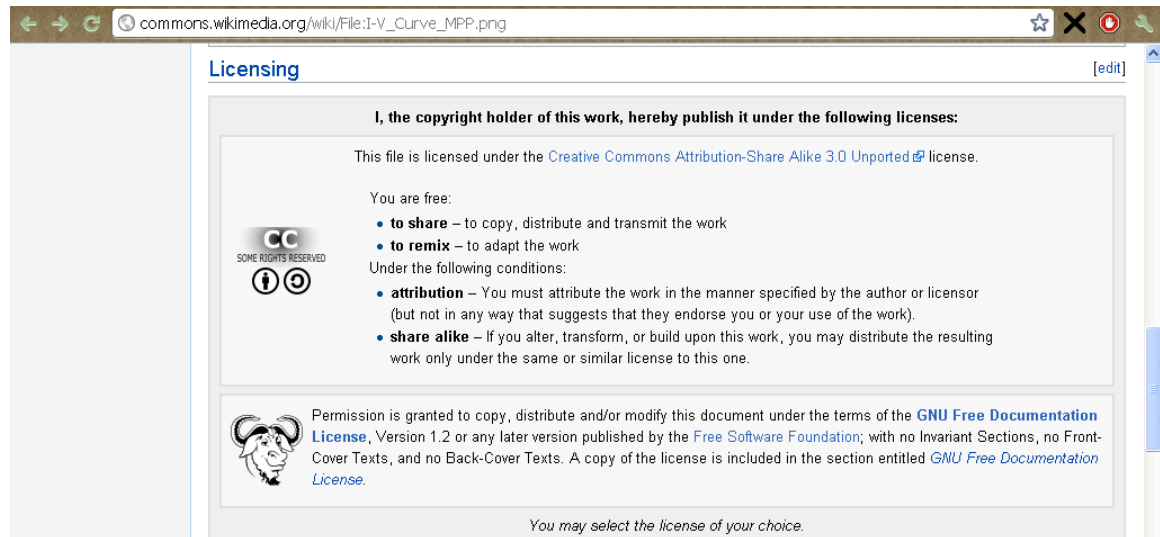 commons.wikimedia.org/wiki/File:I-V_Curve_MPP.png
Licensing
[edit]
I, the copyright holder of this work, hereby publish it under the following licenses:
This file is licensed under the Creative Commons Attribution-Share Alike 3.0 Unported license.
You are free:
• to share – to copy, distribute and transmit the work
• to remix – to adapt the work
CC
SOME RIGHTS RESERVED
Under the following conditions:
• attribution – You must attribute the work in the manner specified by the author or licensor
(but not in any way that suggests that they endorse you or your use of the work).
• share alike – If you alter, transform, or build upon this work, you may distribute the resulting
work only under the same or similar license to this one.
Permission is granted to copy, distribute and/or modify this document under the terms of the GNU Free Documentation
License, Version 1.2 or any later version published by the Free Software Foundation; with no Invariant Sections, no Front-
Cover Texts, and no Back-Cover Texts. A copy of the license is included in the section entitled GNU Free Documentation
License.
You may select the license of your choice.